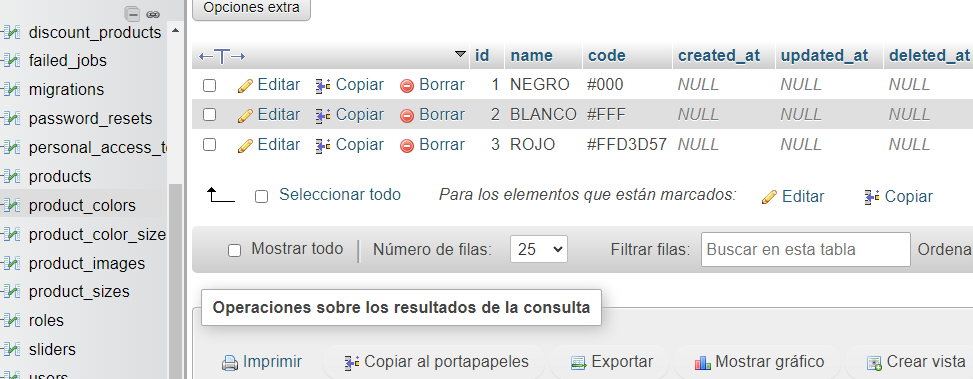 Opciones extra
discount_products
failed_jobs
migrations
password_resets
personal_access_t
products
product_colors
product_color_size
product_images
product_sizes
roles
sliders
users
←T→ id name code created_at updated_at deleted_at
Editar Copiar Borrar 1 NEGRO #000 NULL NULL NULL
Editar Copiar Borrar 2 BLANCO #FFF NULL NULL NULL
Editar Copiar Borrar 3 ROJO #FFD3D57 NULL NULL NULL
Seleccionar todo Para los elementos que están marcados: Editar Copiar
Mostrar todo Número de filas: 25 Filtrar filas: Buscar en esta tabla Ordena
Operaciones sobre los resultados de la consulta
Imprimir Copiar al portapapeles Exportar Mostrar gráfico Crear vista